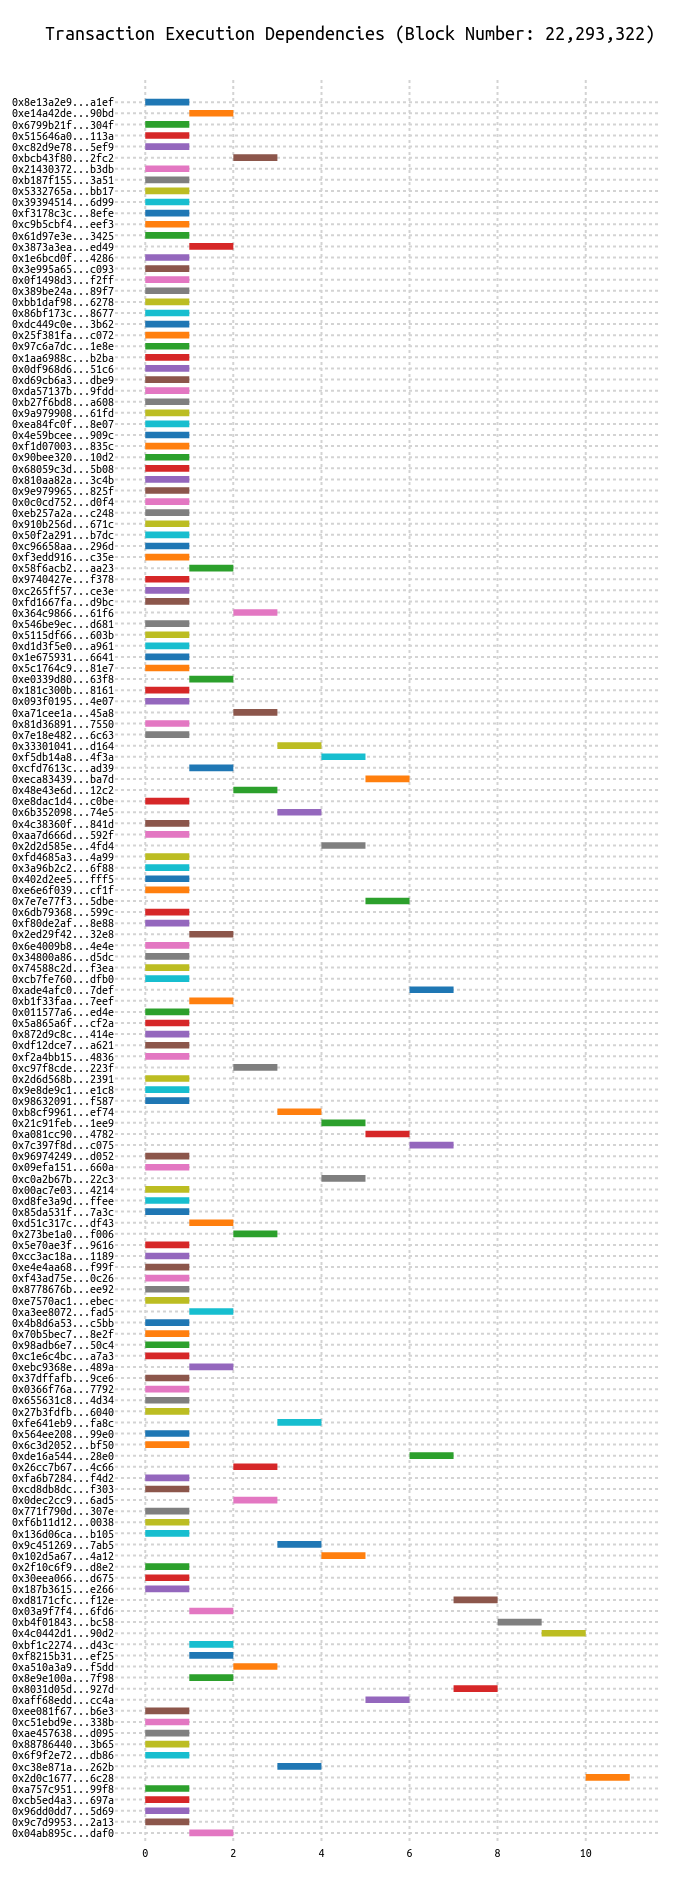 Transaction Execution Dependencies (Block Number: 22,293,322)
0x8e13a2e9...a1ef
0xe14a42de...90bd
0x6799b21f...304f
0x515646a0...113a
0xc82d9e78...5ef9
0xbcb43f80...2fc2
0x21430372...b3db
0xb187f155...3a51
0x5332765a...bb17
0x39394514...6d99
0xf3178c3c...8efe
0xc9b5cbf4...eef3
0x61d97e3e...3425
0x3873a3ea...ed49
0x1e6bcd0f...4286
0x3e995a65...c093
0x0f1498d3...f2ff
0x389be24a...89f7
0xbb1daf98...6278
0x86bf173c...8677
0xdc449c0e...3b62
0x25f381fa...c072
0x97c6a7dc...1e8e
0x1aa6988c...b2ba
0x0df968d6...51c6
0xd69cb6a3...dbe9
0xda57137b...9fdd
0xb27f6bd8...a608
0x9a979908...61fd
0xea84fc0f...8e07
0x4e59bcee...909c
0xf1d07003...835c
0x90bee320...10d2
0x68059c3d...5b08
0x810aa82a...3c4b
0x9e979965...825f
0x0c0cd752...d0f4
0xeb257a2a...c248
0x910b256d...671c
0x50f2a291...b7dc
0xc96658aa...296d
0xf3edd916...c35e
0x58f6acb2...aa23
0x9740427e...f378
0xc265ff57...ce3e
0xfd1667fa...d9bc
0x364c9866...61f6
0x546be9ec...d681
0x5115df66...603b
0xd1d3f5e0...a961
0x1e675931...6641
0x5c1764c9...81e7
0xe0339d80...63f8
0x181c300b...8161
0x093f0195...4e07
0xa71cee1a...45a8
0x81d36891...7550
0x7e18e482...6c63
0x33301041...d164
0xf5db14a8...4f3a
0xcfd7613c...ad39
0xeca83439...ba7d
0x48e43e6d...12c2
0xe8dac1d4...c0be
0x6b352098...74e5
0x4c38360f...841d
0xaa7d666d...592f
0x2d2d585e...4fd4
0xfd4685a3...4a99
0x3a96b2c2...6f88
0x402d2ee5...fff5
0xe6e6f039...cf1f
0x7e7e77f3...5dbe
0x6db79368...599c
0xf80de2af...8e88
0x2ed29f42...32e8
0x6e4009b8...4e4e
0x34800a86...d5dc
0x74588c2d...f3ea
0xcb7fe760...dfb0
0xade4afc0...7def
0xb1f33faa...7eef
0x011577a6...ed4e
0x5a865a6f...cf2a
0x872d9c8c...414e
0xdf12dce7...a621
0xf2a4bb15...4836
0xc97f8cde...223f
0x2d6d568b...2391
0x9e8de9c1...e1c8
0x98632091...f587
0xb8cf9961...ef74
0x21c91feb...1ee9
0xa081cc90...4782
0x7c397f8d...c075
0x96974249...d052
0x09efa151...660a
0xc0a2b67b...22c3
0x00ac7e03...4214
0xd8fe3a9d...ffee
0x85da531f...7a3c
0xd51c317c...df43
0x273be1a0...f006
0x5e70ae3f...9616
0xcc3ac18a...1189
0xe4e4aa68...f99f
0xf43ad75e...0c26
0x8778676b...ee92
0xe7570ac1...ebec
0xa3ee8072...fad5
0x4b8d6a53...c5bb
0x70b5bec7...8e2f
0x98adb6e7...50c4
0xc1e6c4bc...a7a3
0xebc9368e...489a
0x37dffafb...9ce6
0x0366f76a...7792
0x655631c8...4d34
0x27b3fdfb...6040
0xfe641eb9...fa8c
0x564ee208...99e0
0x6c3d2052...bf50
0xde16a544...28e0
0x26cc7b67...4c66
0xfa6b7284...f4d2
0xcd8db8dc...f303
0x0dec2cc9...6ad5
0x771f790d...307e
0xf6b11d12...0038
0x136d06ca...b105
0x9c451269...7ab5
0x102d5a67...4a12
0x2f10c6f9...d8e2
0x30eea066...d675
0x187b3615...e266
0xd8171cfc...f12e
0x03a9f7f4...6fd6
0xb4f01843...bc58
0x4c0442d1...90d2
0xbf1c2274...d43c
0xf8215b31...ef25
0xa510a3a9...f5dd
0x8e9e100a...7f98
0x8031d05d...927d
0xaff68edd...cc4a
0xee081f67...b6e3
0xc51ebd9e...338b
0xae457638...d095
0x88786440...3b65
0x6f9f2e72...db86
0xc38e871a...262b
0x2d0c1677...6c28
0xa757c951...99f8
0xcb5ed4a3...697a
0x96dd0dd7...5d69
0x9c7d9953...2a13
0x04ab895c...daf0
0 2 4 6 8 10